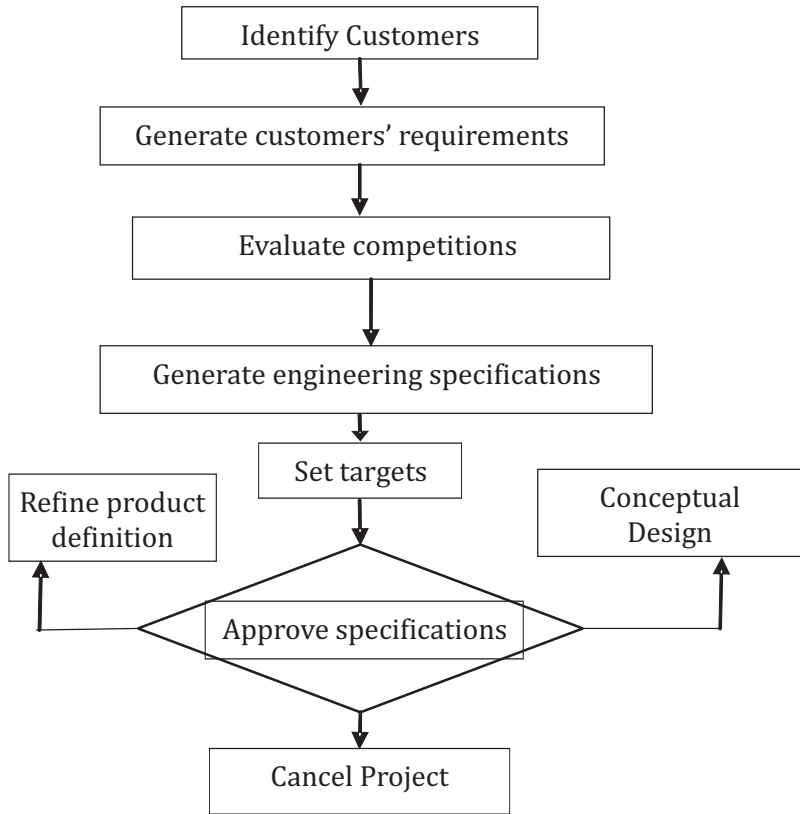 Identify Customers
Generate customers’ requirements
Evaluate competitions
Generate engineering specifications
Set targets
Refine product
definition
Conceptual
Design
Approve specifications
Cancel Project